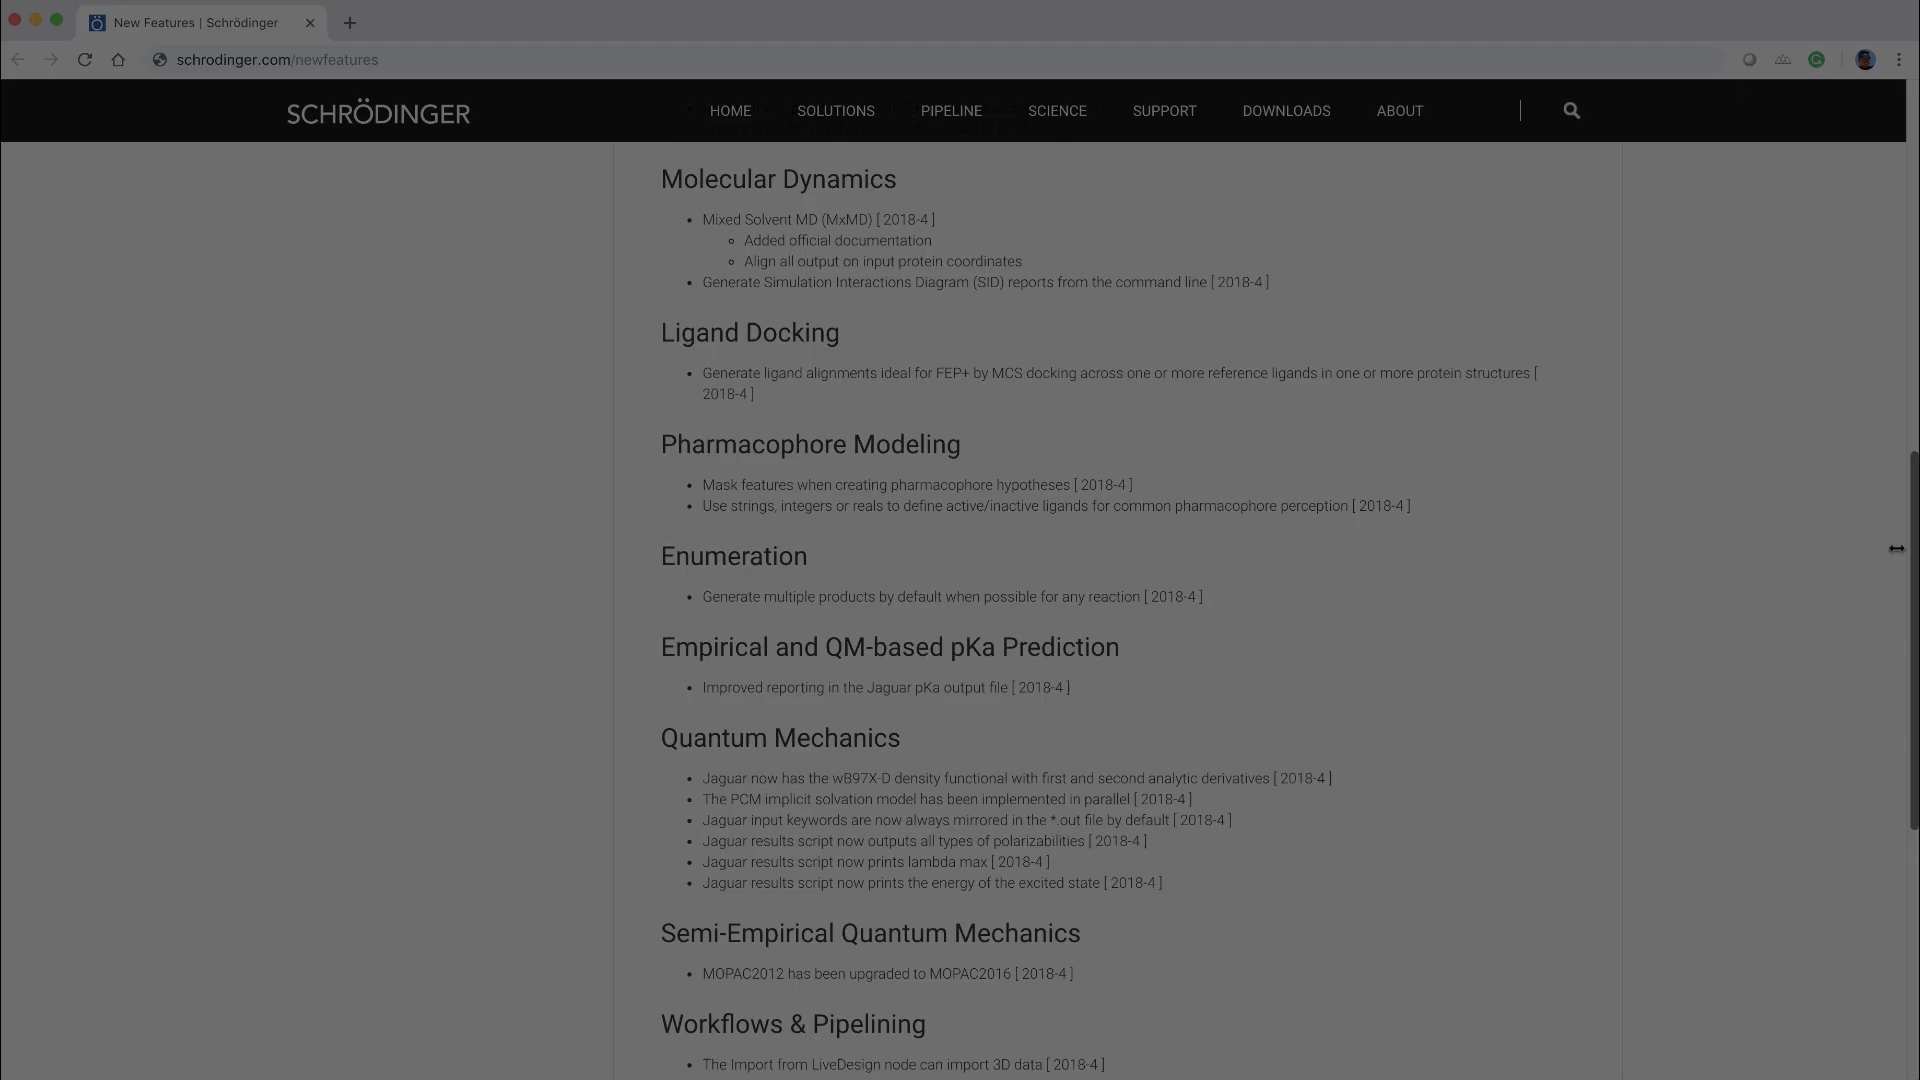 New Features | Schrödinger
schrodinger.com/newfeatures
SCHRÖDINGER
HOME
SOLUTIONS
PIPELINE
SCIENCE
SUPPORT
DOWNLOADS
ABOUT
Molecular Dynamics
Mixed Solvent MD (MxMD) [ 2018-4 ]
Added official documentation
Align all output on input protein coordinates
Generate Simulation Interactions Diagram (SID) reports from the command line [ 2018-4 ]
Ligand Docking
Generate ligand alignments ideal for FEP+ by MCS docking across one or more reference ligands in one or more protein structures [
2018-4 ]
Pharmacophore Modeling
Mask features when creating pharmacophore hypotheses [ 2018-4 ]
Use strings, integers or reals to define active/inactive ligands for common pharmacophore perception [ 2018-4 ]
Enumeration
Generate multiple products by default when possible for any reaction [ 2018-4 ]
Empirical and QM-based pKa Prediction
Improved reporting in the Jaguar pKa output file [ 2018-4 ]
Quantum Mechanics
Jaguar now has the wB97X-D density functional with first and second analytic derivatives [ 2018-4 ]
The PCM implicit solvation model has been implemented in parallel [ 2018-4 ]
Jaguar input keywords are now always mirrored in the *.out file by default [ 2018-4 ]
Jaguar results script now outputs all types of polarizabilities [ 2018-4 ]
Jaguar results script now prints lambda max [ 2018-4 ]
Jaguar results script now prints the energy of the excited state [ 2018-4 ]
Semi-Empirical Quantum Mechanics
MOPAC2012 has been upgraded to MOPAC2016 [ 2018-4 ]
Workflows & Pipelining
The Import from LiveDesign node can import 3D data [ 2018-4 ]